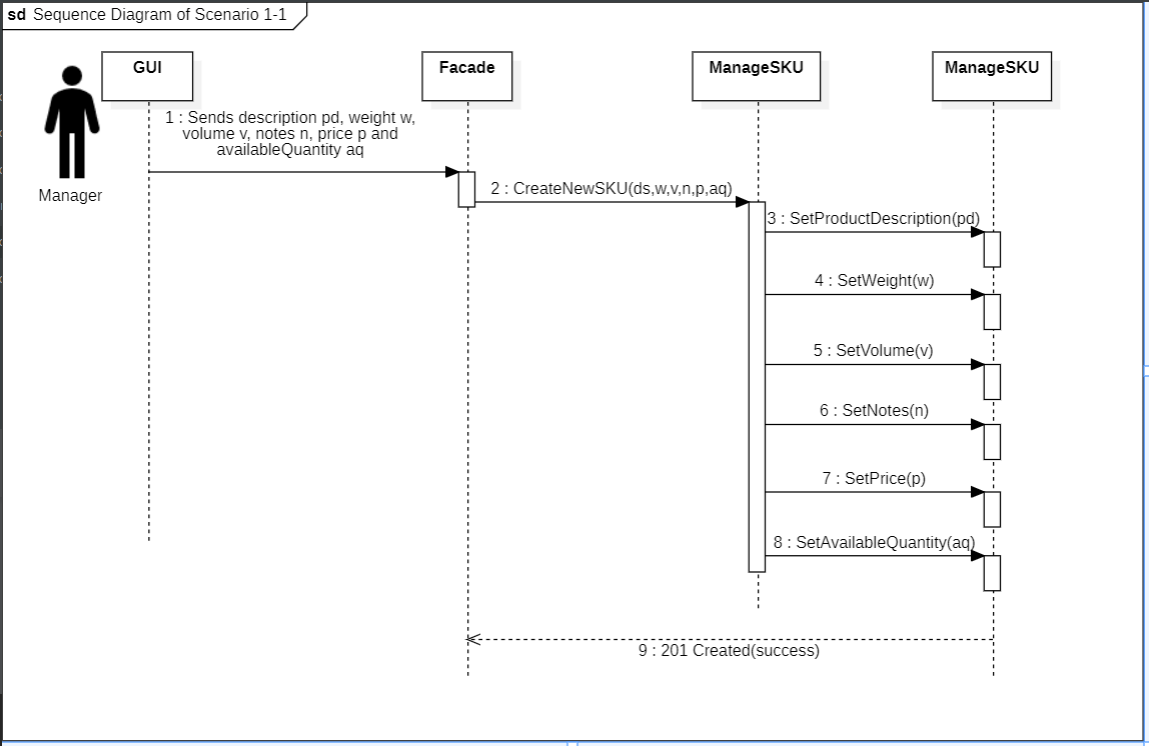 sd Sequence Diagram of Scenario 1-1
GUI
Facade
ManageSKU
ManageSKU
Manager
1 : Sends description pd, weight w,
volume v, notes n, price p and
availableQuantity aq
2 : CreateNewSKU(ds,w,v,n,p,aq)
3 : SetProductDescription(pd)
4 : SetWeight(w)
5 : SetVolume(v)
6 : SetNotes(n)
7 : SetPrice(p)
8 : SetAvailableQuantity(aq)
9 : 201 Created(success)